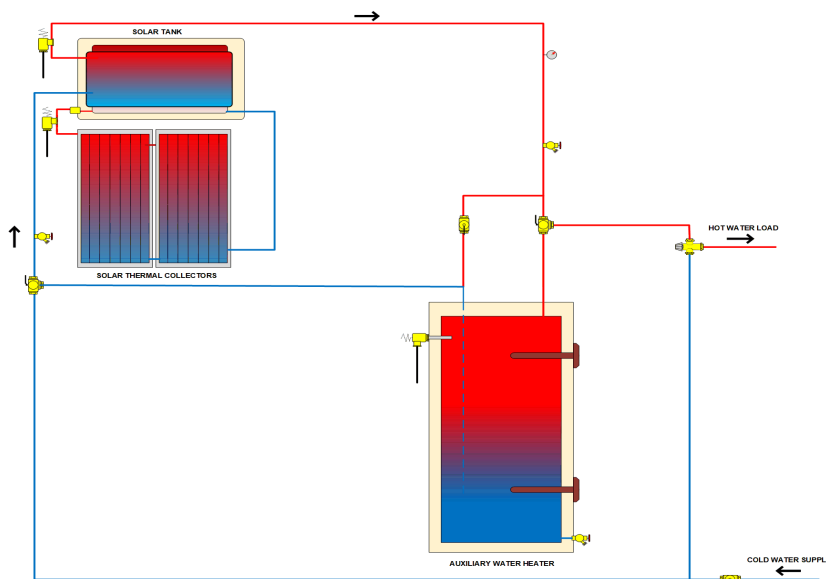 SOLAR TANK
HOT WATER LOAD
SOLAR THERMAL COLLECTORS
COLD WATER SUPPL
AUXILIARY WATER HEATER